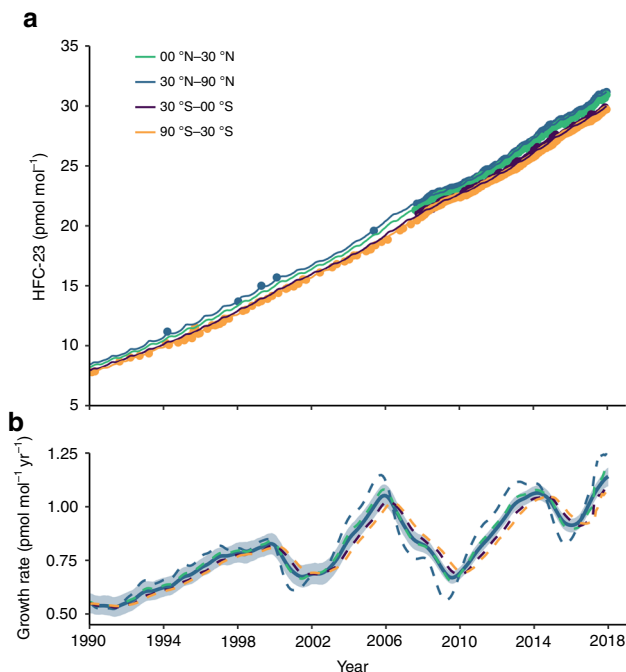 a
35
30
25
20
15
10
5
HFC-23 (pmol mol⁻¹)
00 °N–30 °N
30 °N–90 °N
30 °S–00 °S
90 °S–30 °S
b
1.25
1.00
0.75
0.50
Growth rate (pmol mol⁻¹ yr⁻¹)
1990 1994 1998 2002 2006 2010 2014 2018
Year